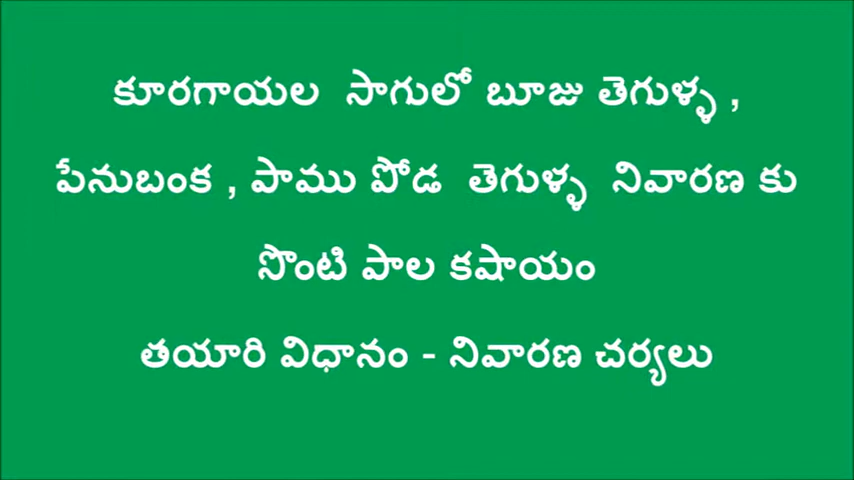 కూరగాయల సాగులో బూజు తెగుళ్ళ ,
పేనుబంక , పాము పోడ తెగుళ్ళ నివారణ కు
సొంటి పాల కషాయం
తయారి విధానం - నివారణ చర్యలు